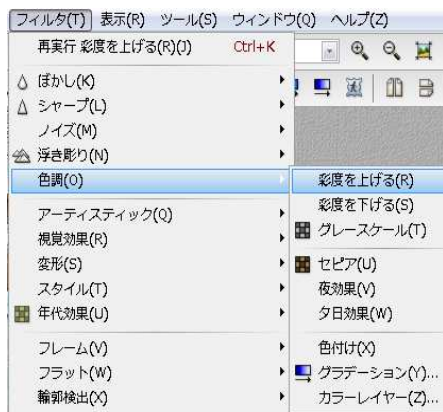 フィルタ(T) 表示(R) ツール(S) ウィンドウ(Q) ヘルプ(Z)
再実行 彩度を上げる(R)(J) Ctrl+K
ぼかし(K)
シャープ(L)
ノイズ(M)
浮き彫り(N)
色調(O)
アーティスティック(Q)
視覚効果(R)
変形(S)
スタイル(T)
年代効果(U)
フレーム(V)
フラット(W)
輪郭検出(X)
彩度を上げる(R)
彩度を下げる(S)
グレースケール(T)
セピア(U)
夜効果(V)
夕日効果(W)
色付け(X)
グラデーション(Y)...
カラーレイヤー(Z)...